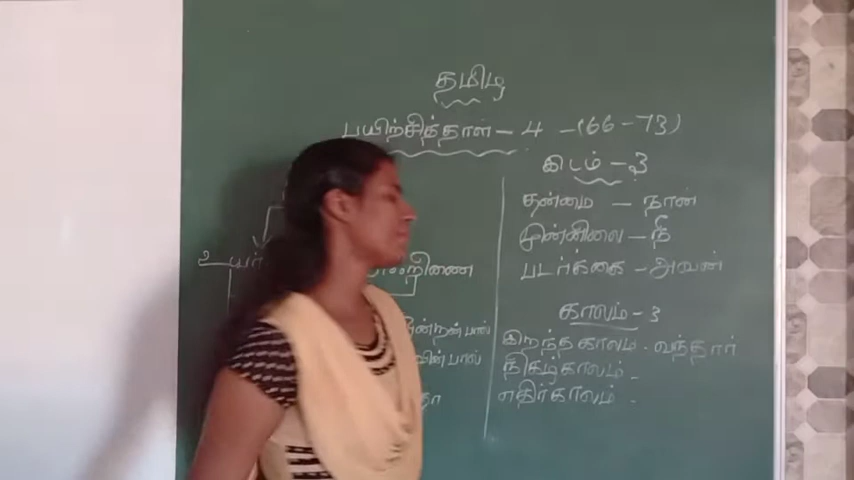 தமிழ்
பயிற்சித்தாள் - 4 - (66 - 73)
இடம் - 3
தன்மை - நான்
முன்னிலை - நீ
படர்க்கை - அவன்
காலம் - 3
இறந்தகாலம் . வந்தார்
நிகழ்காலம் -
எதிர்காலம் .